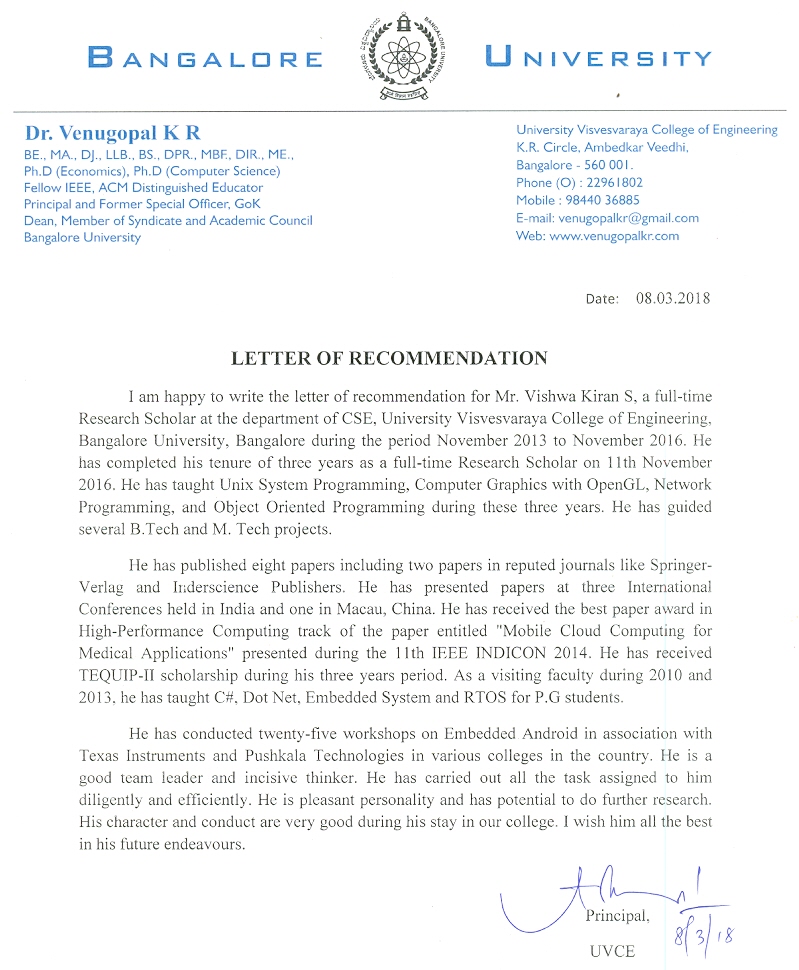 BANGALORE UNIVERSITY
BANGALORE UNIVERSITY
Dr. Venugopal K R
BE., MA., DJ., LLB., BS., DPR., MBF., DIR., ME.,
Ph.D (Economics), Ph.D (Computer Science)
Fellow IEEE, ACM Distinguished Educator
Principal and Former Special Officer, GoK
Dean, Member of Syndicate and Academic Council
Bangalore University
University Visvesvaraya College of Engineering
K.R. Circle, Ambedkar Veedhi,
Bangalore - 560 001.
Phone (O) : 22961802
Mobile : 98440 36885
E-mail: venugopalkr@gmail.com
Web: www.venugopalkr.com
Date: 08.03.2018
LETTER OF RECOMMENDATION
I am happy to write the letter of recommendation for Mr. Vishwa Kiran S, a full-time
Research Scholar at the department of CSE, University Visvesvaraya College of Engineering,
Bangalore University, Bangalore during the period November 2013 to November 2016. He
has completed his tenure of three years as a full-time Research Scholar on 11th November
2016. He has taught Unix System Programming, Computer Graphics with OpenGL, Network
Programming, and Object Oriented Programming during these three years. He has guided
several B.Tech and M. Tech projects.
He has published eight papers including two papers in reputed journals like Springer-
Verlag and Inderscience Publishers. He has presented papers at three International
Conferences held in India and one in Macau, China. He has received the best paper award in
High-Performance Computing track of the paper entitled "Mobile Cloud Computing for
Medical Applications" presented during the 11th IEEE INDICON 2014. He has received
TEQUIP-II scholarship during his three years period. As a visiting faculty during 2010 and
2013, he has taught C#, Dot Net, Embedded System and RTOS for P.G students.
He has conducted twenty-five workshops on Embedded Android in association with
Texas Instruments and Pushkala Technologies in various colleges in the country. He is a
good team leader and incisive thinker. He has carried out all the task assigned to him
diligently and efficiently. He is pleasant personality and has potential to do further research.
His character and conduct are very good during his stay in our college. I wish him all the best
in his future endeavours.
Principal,
8/3/18
UVCE